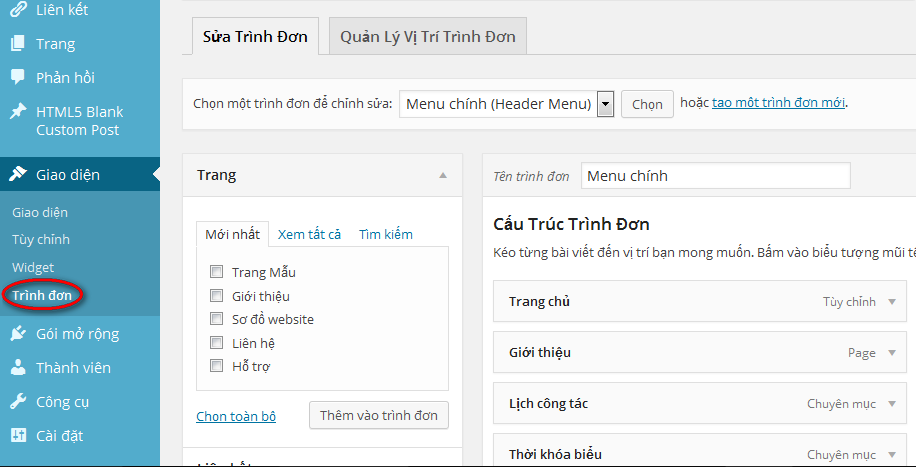 Liên kết
Trang
Phản hồi
HTML5 Blank
Custom Post
Giao diện
Giao diện
Tùy chỉnh
Widget
Trình đơn
Gói mở rộng
Thành viên
Công cụ
Cài đặt
Sửa Trình Đơn
Quản Lý Vị Trí Trình Đơn
Chọn một trình đơn để chỉnh sửa: Menu chính (Header Menu) Chọn hoặc tạo một trình đơn mới.
Trang
Mới nhất Xem tất cả Tìm kiếm
Trang Mẫu
Giới thiệu
Sơ đồ website
Liên hệ
Hỗ trợ
Chọn toàn bộ Thêm vào trình đơn
Tên trình đơn Menu chính
Cấu Trúc Trình Đơn
Kéo từng bài viết đến vị trí bạn mong muốn. Bấm vào biểu tượng mũi
Trang chủ Tùy chỉnh
Giới thiệu Page
Lịch công tác Chuyên mục
Thời khóa biểu Chuyên mục